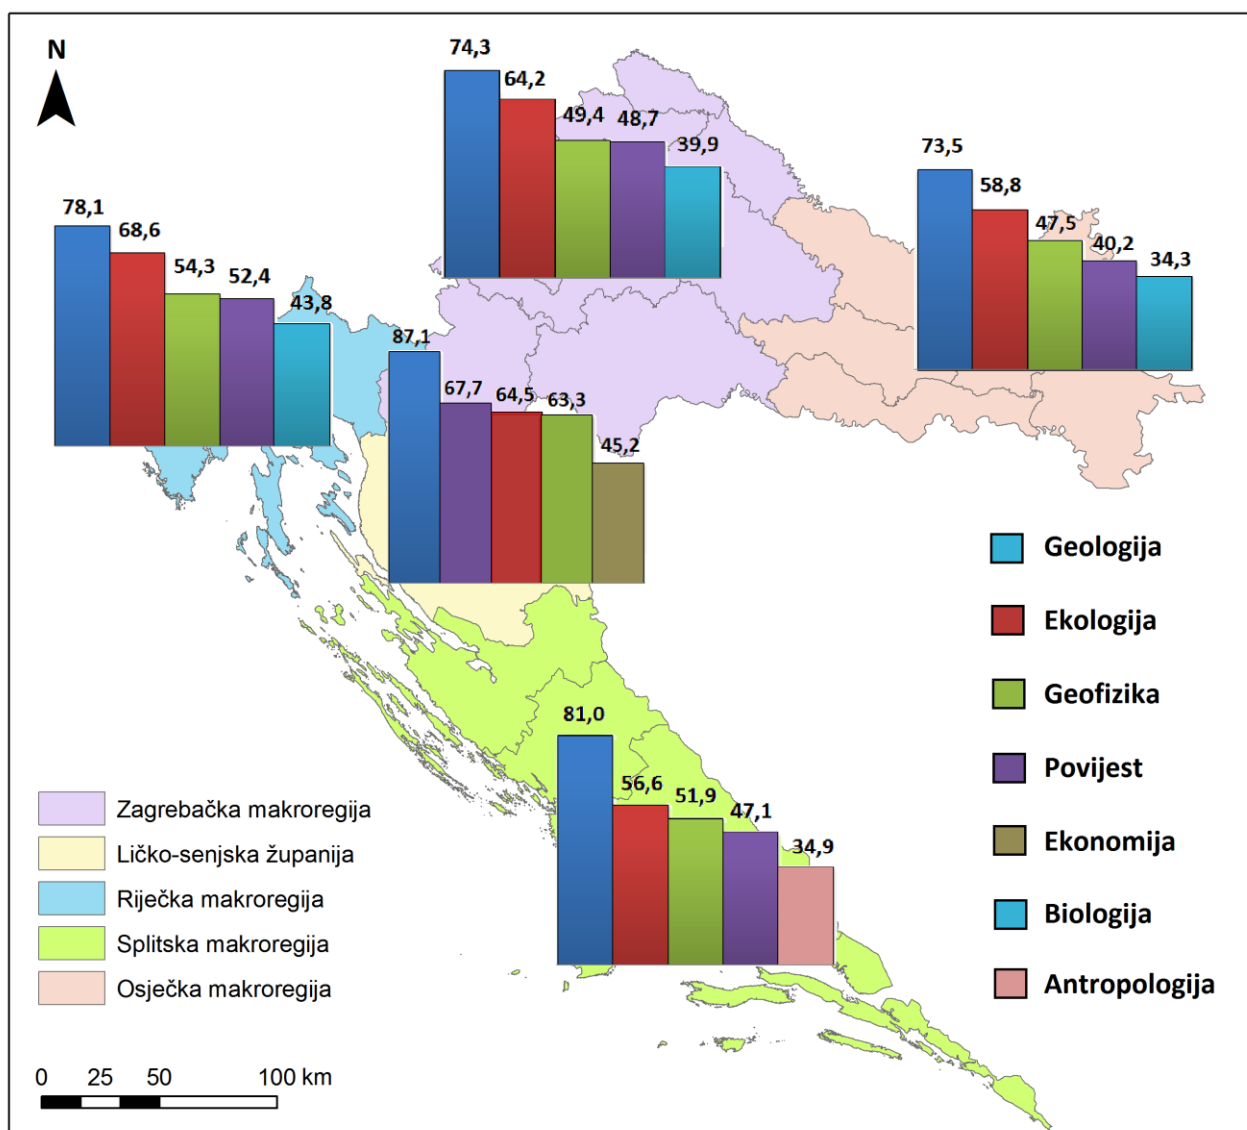 N
74,3
64,2
49,4
48,7
39,9
73,5
58,8
47,5
40,2
34,3
78,1
68,6
54,3
52,4
43,8
87,1
67,7
64,5
63,3
45,2
81,0
56,6
51,9
47,1
34,9
Geologija
Ekologija
Geofizika
Povijest
Ekonomija
Biologija
Antropologija
Zagrebačka makroregija
Ličko-senjska županija
Riječka makroregija
Splitska makroregija
Osječka makroregija
0 25 50 100 km